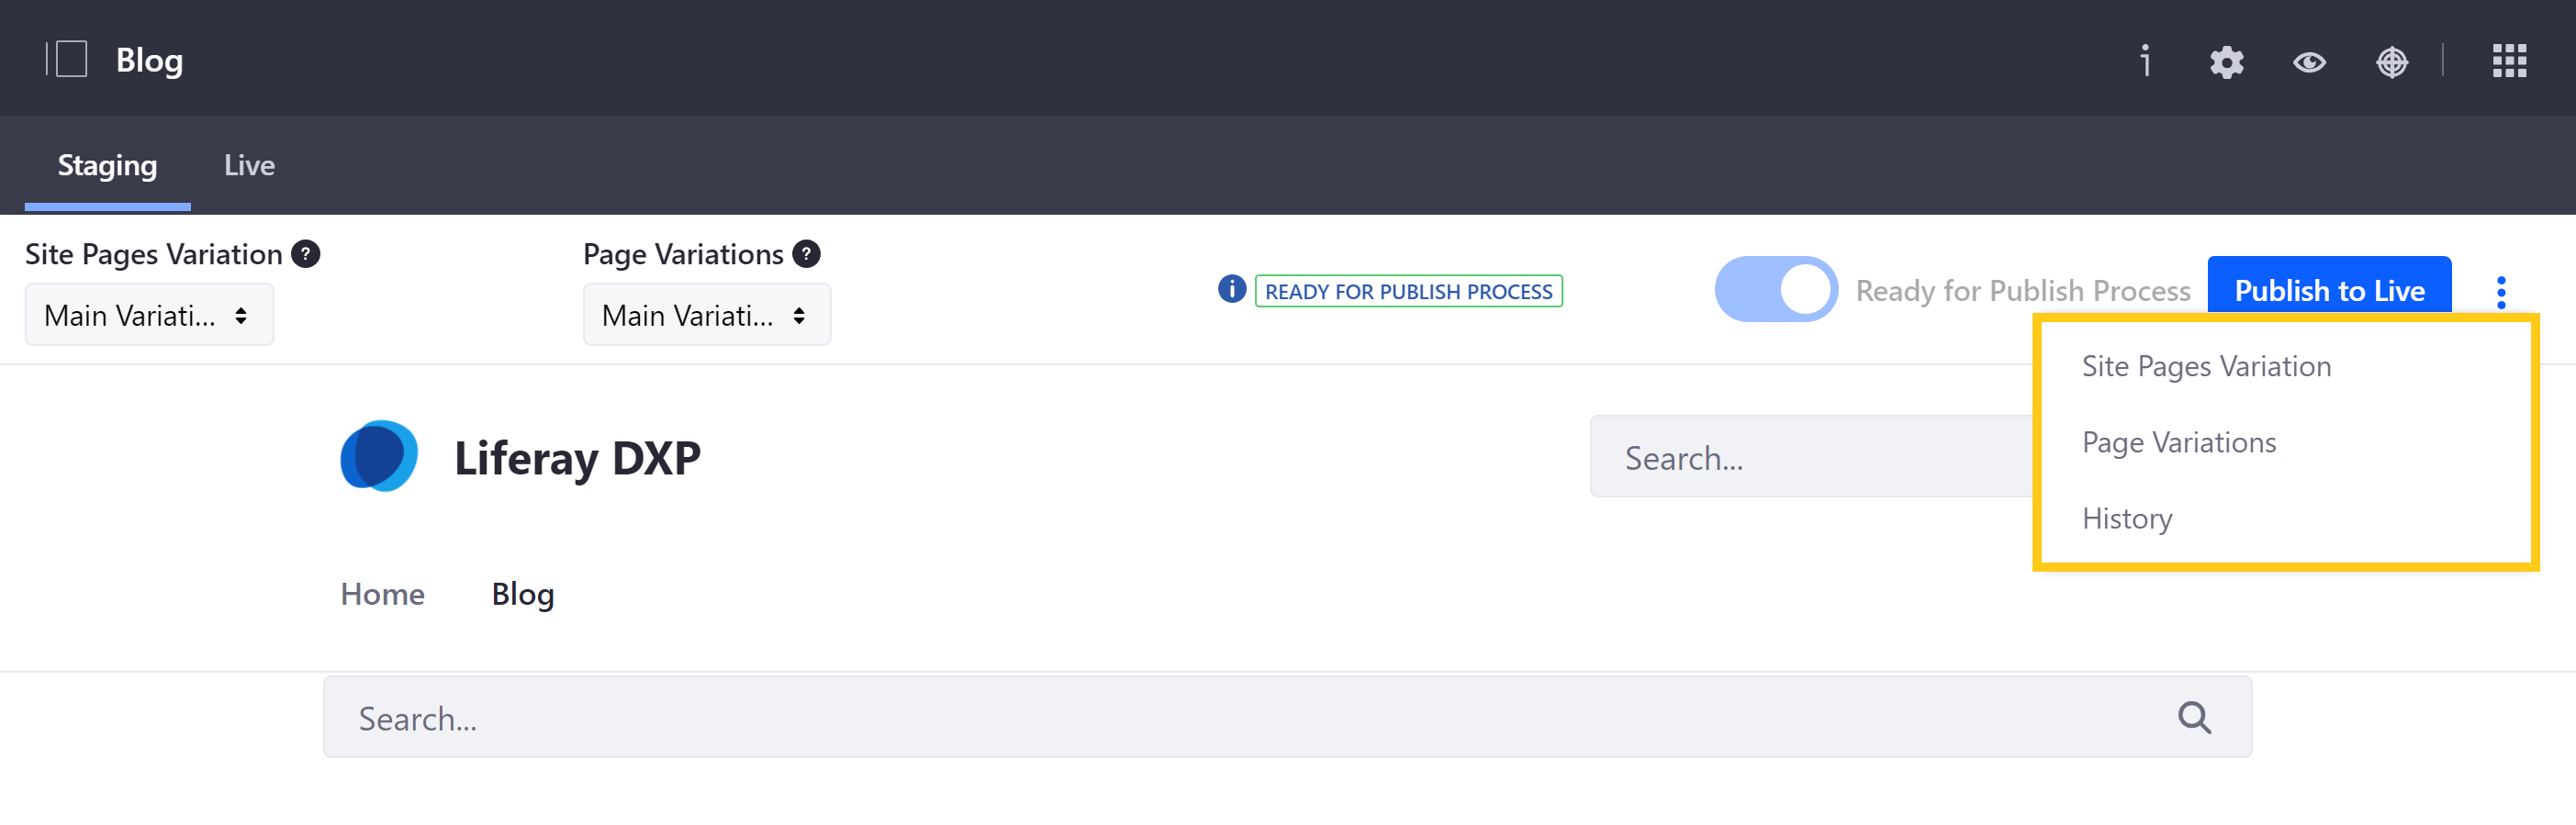 Blog
Staging
Live
Site Pages Variation ?
Page Variations ?
Main Variati...
Main Variati...
READY FOR PUBLISH PROCESS
Ready for Publish Process
Publish to Live
Site Pages Variation
Page Variations
History
Liferay DXP
Search...
Home
Blog
Search...